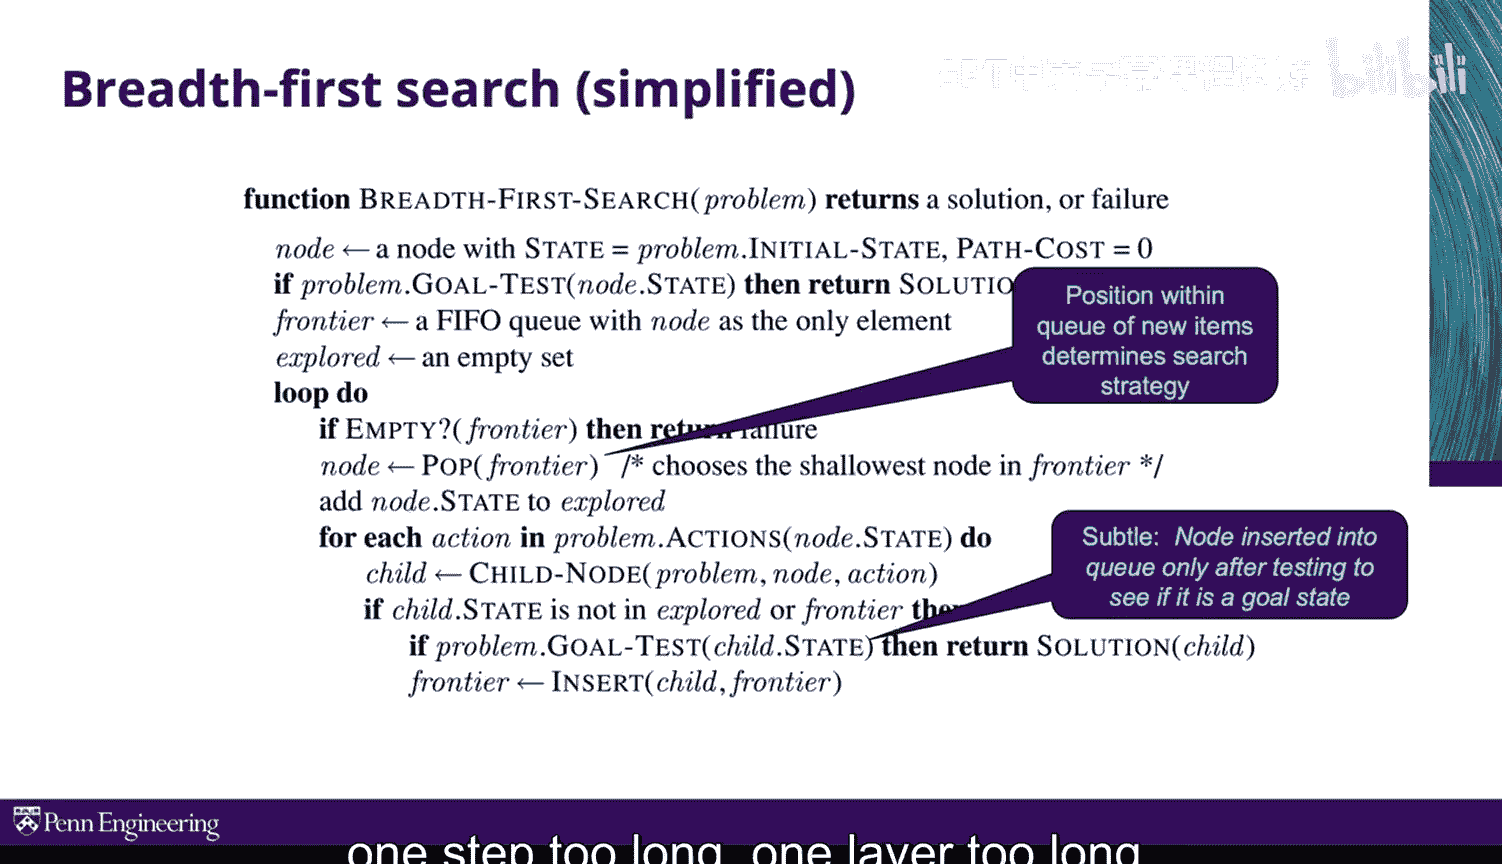 Breadth-first search (simplified)
bilibili
function BREADTH-FIRST-SEARCH(problem) returns a solution, or failure
node ← a node with STATE = problem.INITIAL-STATE, PATH-COST = 0
if problem.GOAL-TEST(node.STATE) then return SOLUTIO
frontier ← a FIFO queue with node as the only element
explored ← an empty set
loop do
if EMPTY?(frontier) then return failure
node ← POP(frontier) /* chooses the shallowest node in frontier */
add node.STATE to explored
for each action in problem.ACTIONS(node.STATE) do
child ← CHILD-NODE(problem, node, action)
if child.STATE is not in explored or frontier the
if problem.GOAL-TEST(child.STATE) then return SOLUTION(child)
frontier ← INSERT(child, frontier)
Position within
queue of new items
determines search
strategy
Subtle: Node inserted into
queue only after testing to
see if it is a goal state
Penn Engineering
one step too long, one layer too long